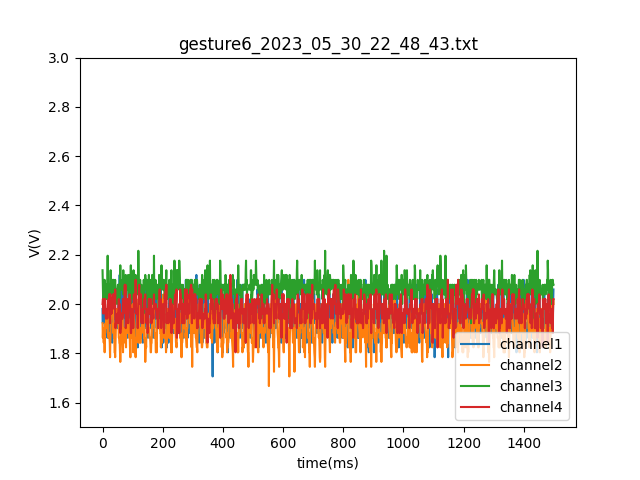 gesture6_2023_05_30_22_48_43.txt
3.0
2.8
2.6
2.4
2.2
2.0
1.8
1.6
V(V)
channel1
channel2
channel3
channel4
0 200 400 600 800 1000 1200 1400
time(ms)